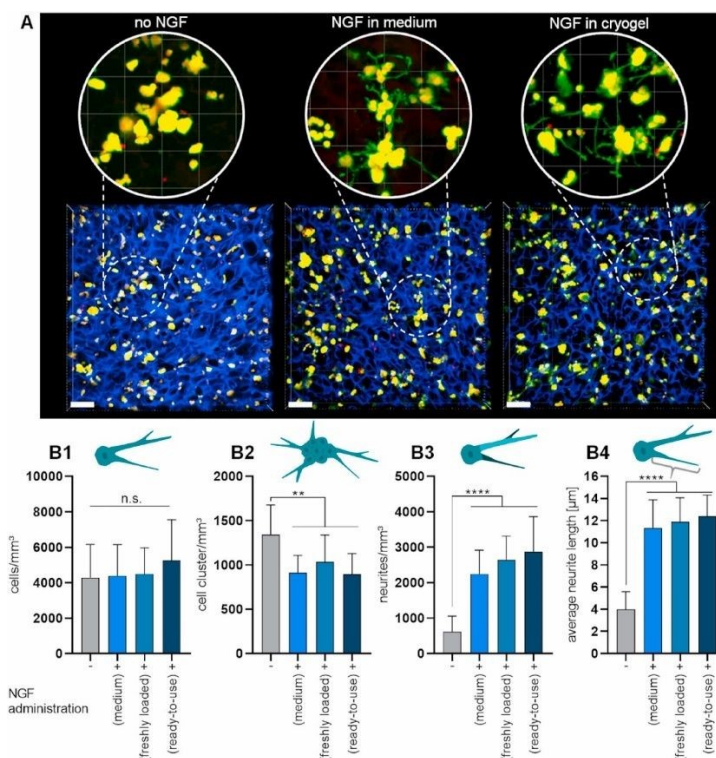 A
no NGF
NGF in medium
NGF in cryogel
B1
n.s.
10000
8000
6000
4000
2000
0
cells/mm³
B2
**
2000
1500
1000
500
0
cell cluster/mm³
B3
****
5000
4000
3000
2000
1000
0
neurites/mm³
B4
****
16
14
12
10
8
6
4
2
0
average neurite length [µm]
NGF
administration
-
+
+
+
(medium)
freshly loaded)
(ready-to-use)
-
+
+
+
(medium)
freshly loaded)
(ready-to-use)
-
+
+
+
(medium)
freshly loaded)
(ready-to-use)
-
+
+
+
(medium)
freshly loaded)
(ready-to-use)